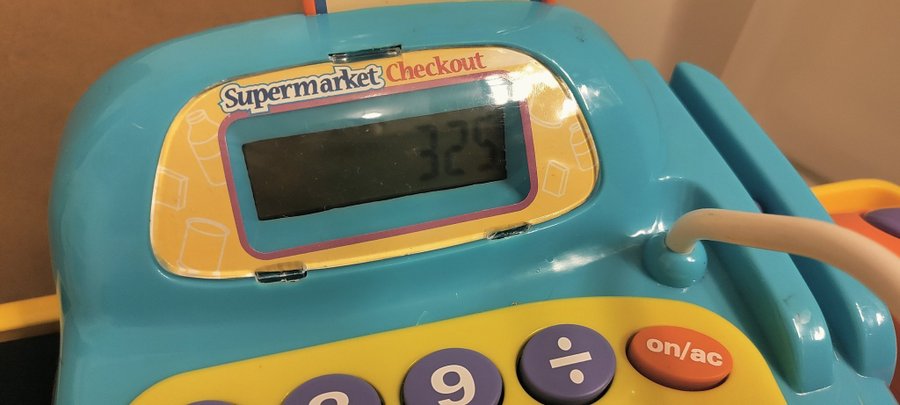 Supermarket Checkout
325
9 ÷ on/ac